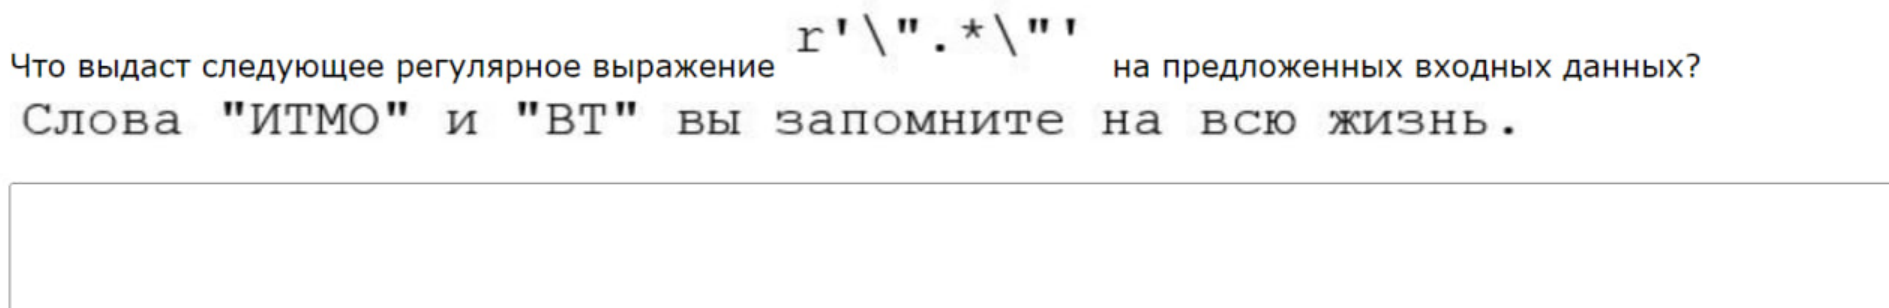 Что выдаст следующее регулярное выражение r'\".*\"' на предложенных входных данных?
Слова "ИТМО" и "ВТ" вы запомните на всю жизнь.